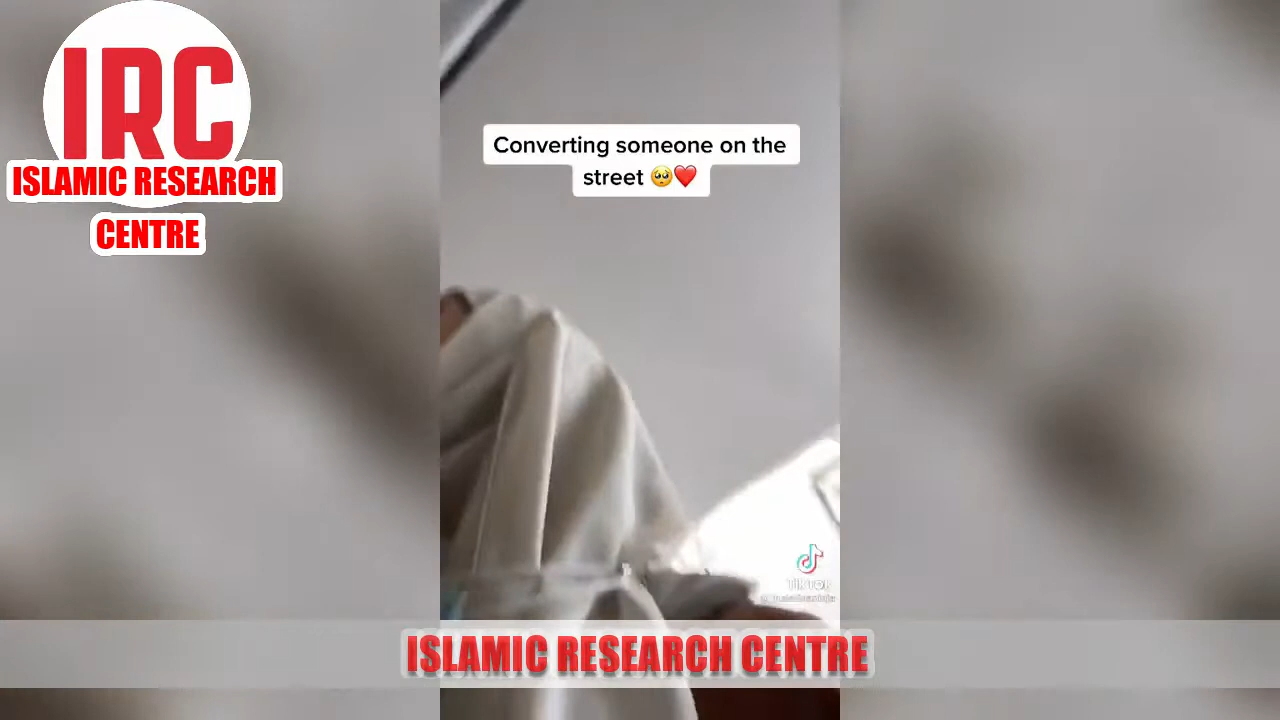 IRC
ISLAMIC RESEARCH
CENTRE
Converting someone on the
street 🥺❤️
TikTok
ISLAMIC RESEARCH CENTRE